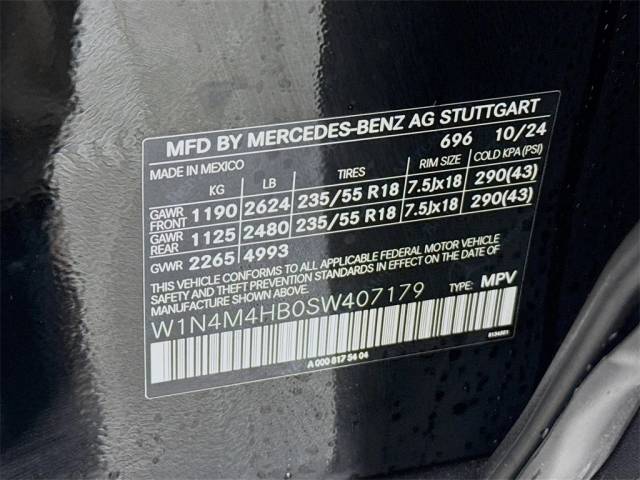 MFD BY MERCEDES-BENZ AG STUTTGART
696 10/24
MADE IN MEXICO
KG LB TIRES RIM SIZE COLD KPA (PSI)
GAWR FRONT 1190 2624 235/55 R18 7.5Jx18 290(43)
GAWR REAR 1125 2480 235/55 R18 7.5Jx18 290(43)
GVWR 2265 4993
THIS VEHICLE CONFORMS TO ALL APPLICABLE FEDERAL MOTOR VEHICLE
SAFETY AND THEFT PREVENTION STANDARDS IN EFFECT ON THE DATE OF
MANUFACTURE SHOWN ABOVE.
W1N4M4HB0SW407179 TYPE: MPV
A 000 817 54 04